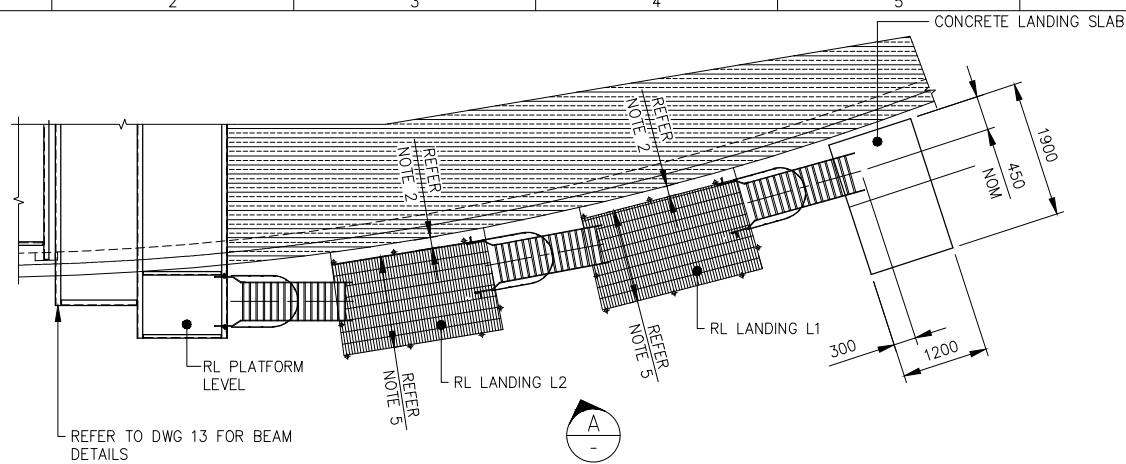 2
3
4
5
CONCRETE LANDING SLAB
REFER
NOTE 2
REFER
NOTE 2
1900
450
NOM
RL LANDING L1
REFER
NOTE 5
300
1200
RL PLATFORM
LEVEL
RL LANDING L2
REFER
NOTE 5
A
-
REFER TO DWG 13 FOR BEAM
DETAILS